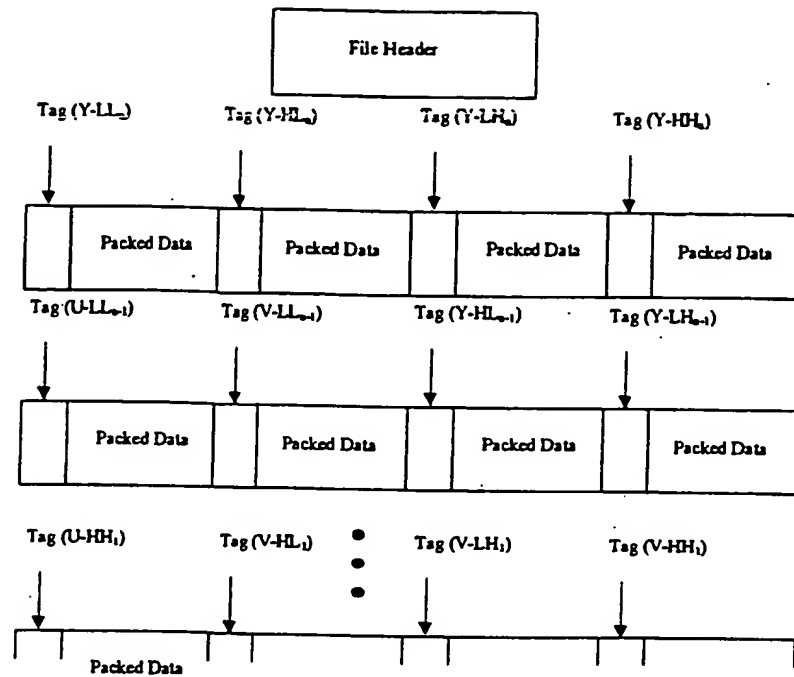 File Header
Tag (Y-LLₙ) Tag (Y-HLₙ) Tag (Y-LHₙ) Tag (Y-HHₙ)
Packed Data Packed Data Packed Data Packed Data
Tag (U-LLₙ₋₁) Tag (V-LLₙ₋₁) Tag (Y-HLₙ₋₁) Tag (Y-LHₙ₋₁)
Packed Data Packed Data Packed Data Packed Data
Tag (U-HH₁) Tag (V-HL₁) Tag (V-LH₁) Tag (V-HH₁)
Packed Data